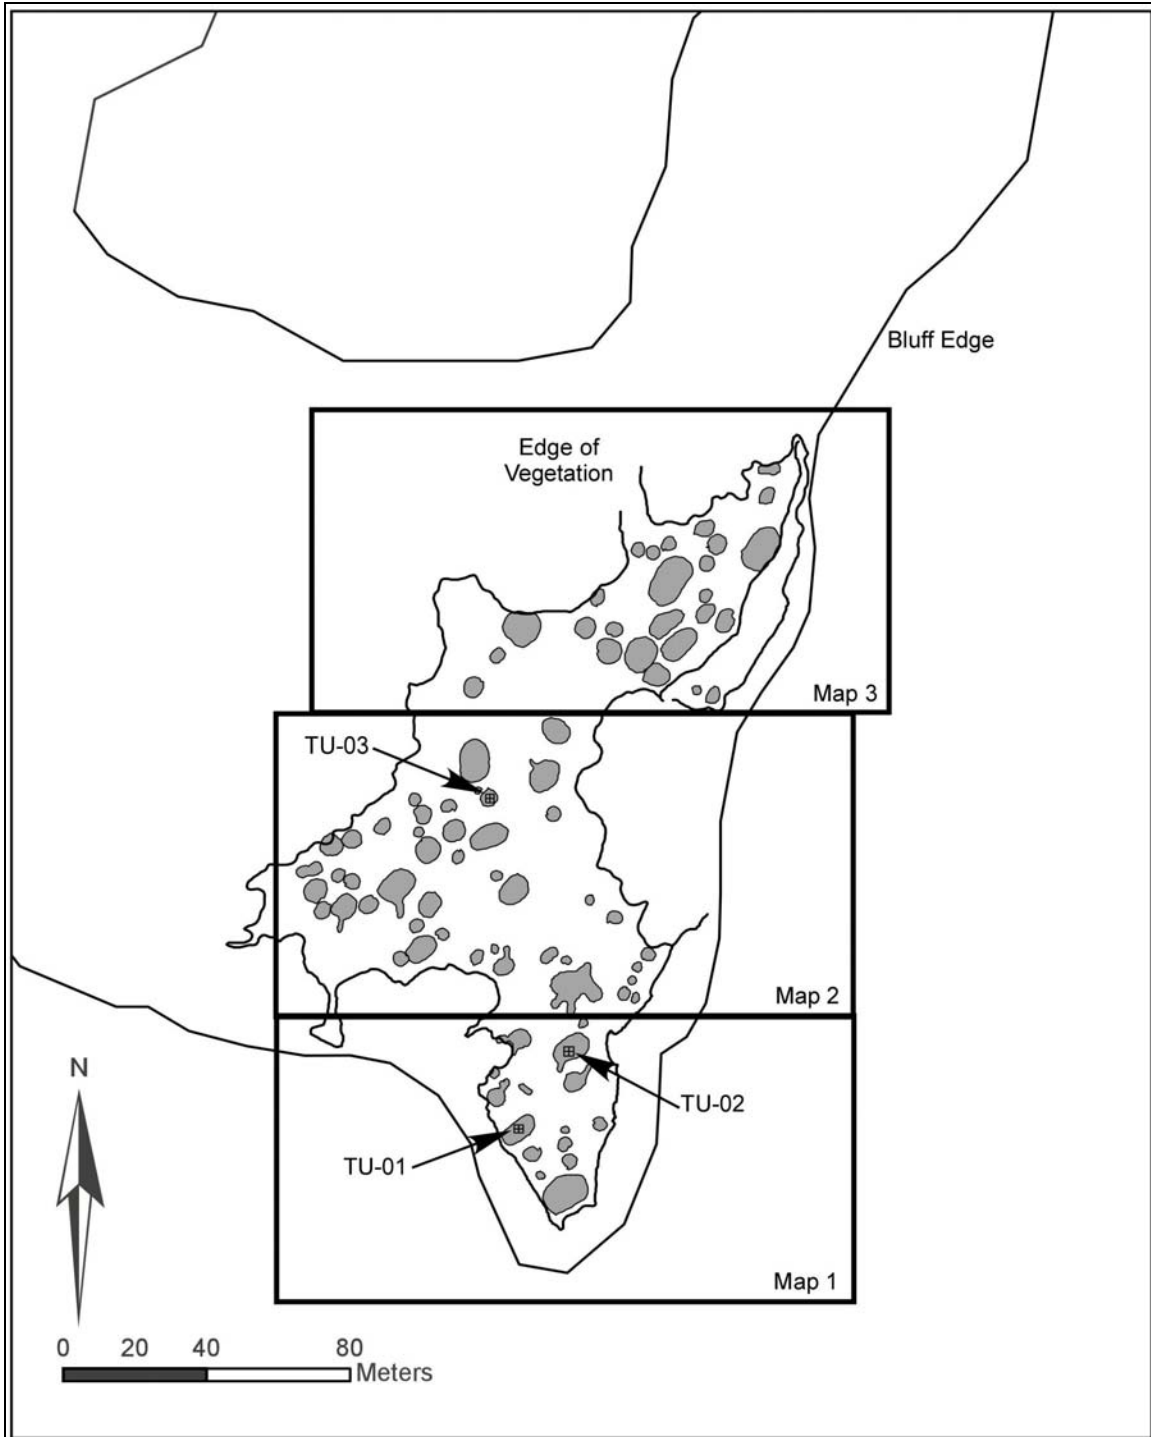 Bluff Edge
Edge of
Vegetation
Map 3
TU-03
Map 2
N
TU-02
TU-01
Map 1
0 20 40 80
Meters